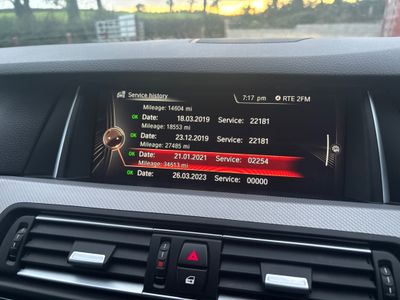 Service history
7:17 pm RTE 2FM
Mileage: 14604 mi
OK Date: 18.03.2019 Service: 22181
Mileage: 18553 mi
OK Date: 23.12.2019 Service: 22181
Mileage: 27485 mi
OK Date: 21.01.2021 Service: 02254
Mileage: 34513 mi
OK Date: 26.03.2023 Service: 00000